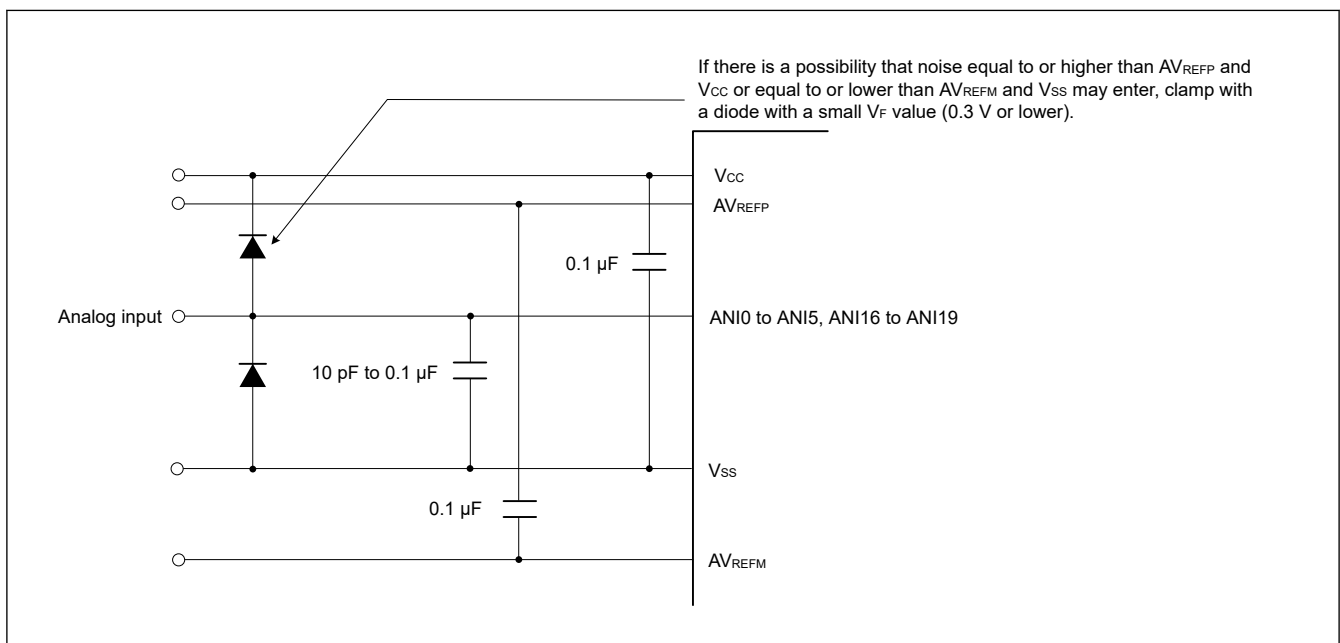 If there is a possibility that noise equal to or higher than AVREFP and
VCC or equal to or lower than AVREFM and VSS may enter, clamp with
a diode with a small VF value (0.3 V or lower).
VCC
AVREFP
0.1 µF
Analog input
ANI0 to ANI5, ANI16 to ANI19
10 pF to 0.1 µF
VSS
0.1 µF
AVREFM